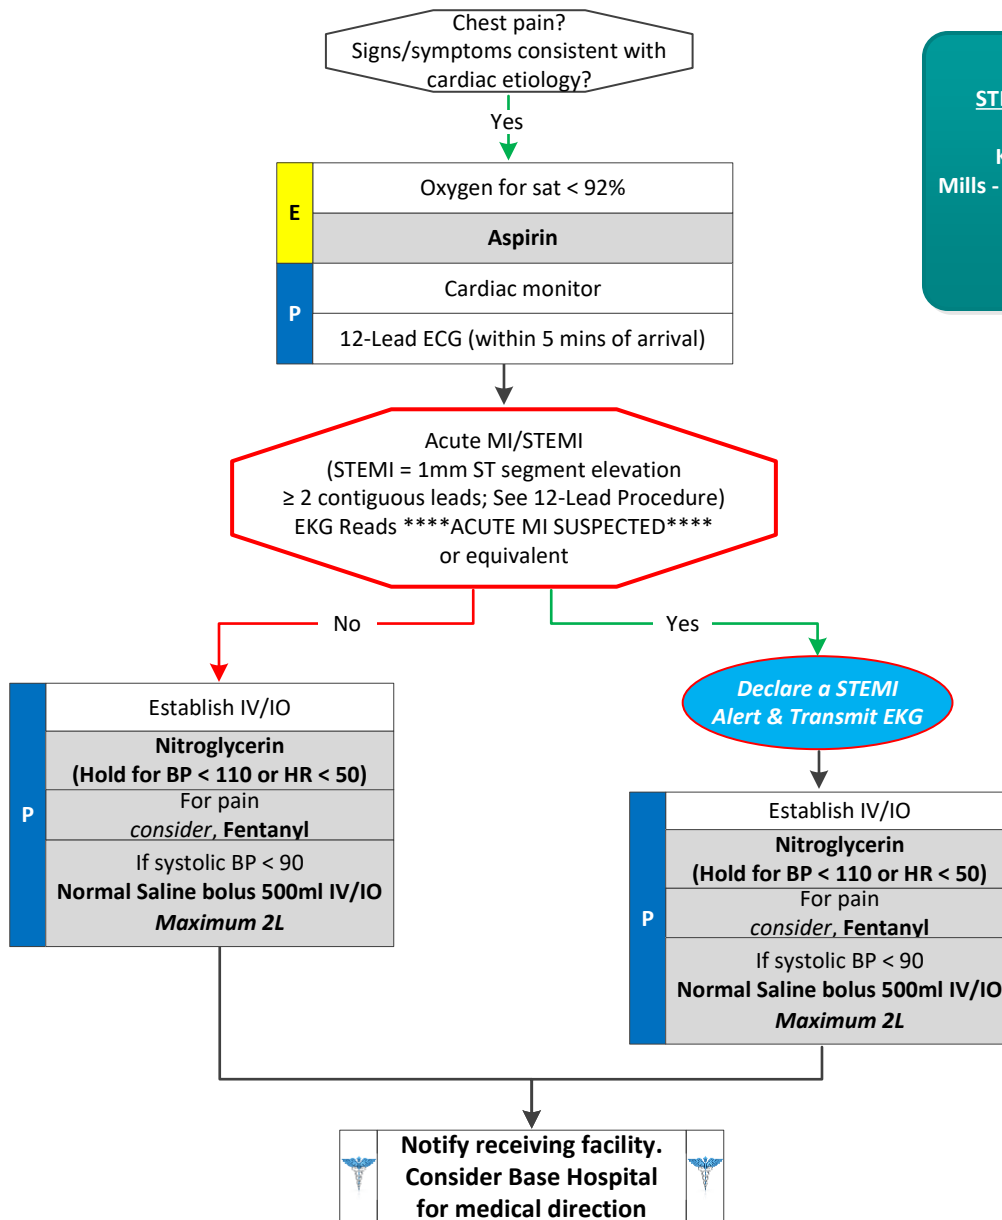 Chest pain?
Signs/symptoms consistent with
cardiac etiology?
Yes
E
Oxygen for sat < 92%
Aspirin
P
Cardiac monitor
12-Lead ECG (within 5 mins of arrival)
Mills -
Acute MI/STEMI
(STEMI = 1mm ST segment elevation
≥ 2 contiguous leads; See 12-Lead Procedure)
EKG Reads ****ACUTE MI SUSPECTED****
or equivalent
No
Yes
P
Establish IV/IO
Nitroglycerin
(Hold for BP < 110 or HR < 50)
For pain
consider, Fentanyl
If systolic BP < 90
Normal Saline bolus 500ml IV/IO
Maximum 2L
Declare a STEMI
Alert & Transmit EKG
P
Establish IV/IO
Nitroglycerin
(Hold for BP < 110 or HR < 50)
For pain
consider, Fentanyl
If systolic BP < 90
Normal Saline bolus 500ml IV/IO
Maximum 2L
Notify receiving facility.
Consider Base Hospital
for medical direction